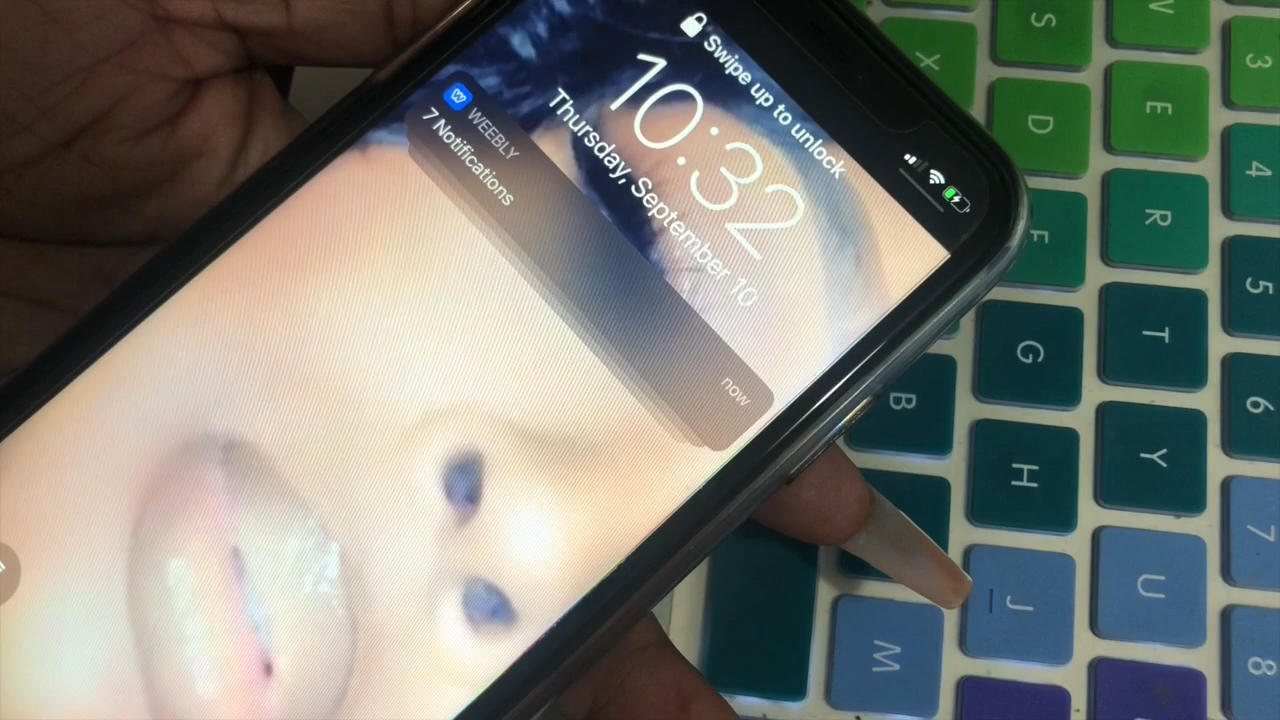 Swipe up to unlock
10:32
Thursday, September 10
WEEBLY
now
7 Notifications
S
V
X
D
E
3
F
R
4
G
T
5
B
H
Y
6
M
J
U
7
8